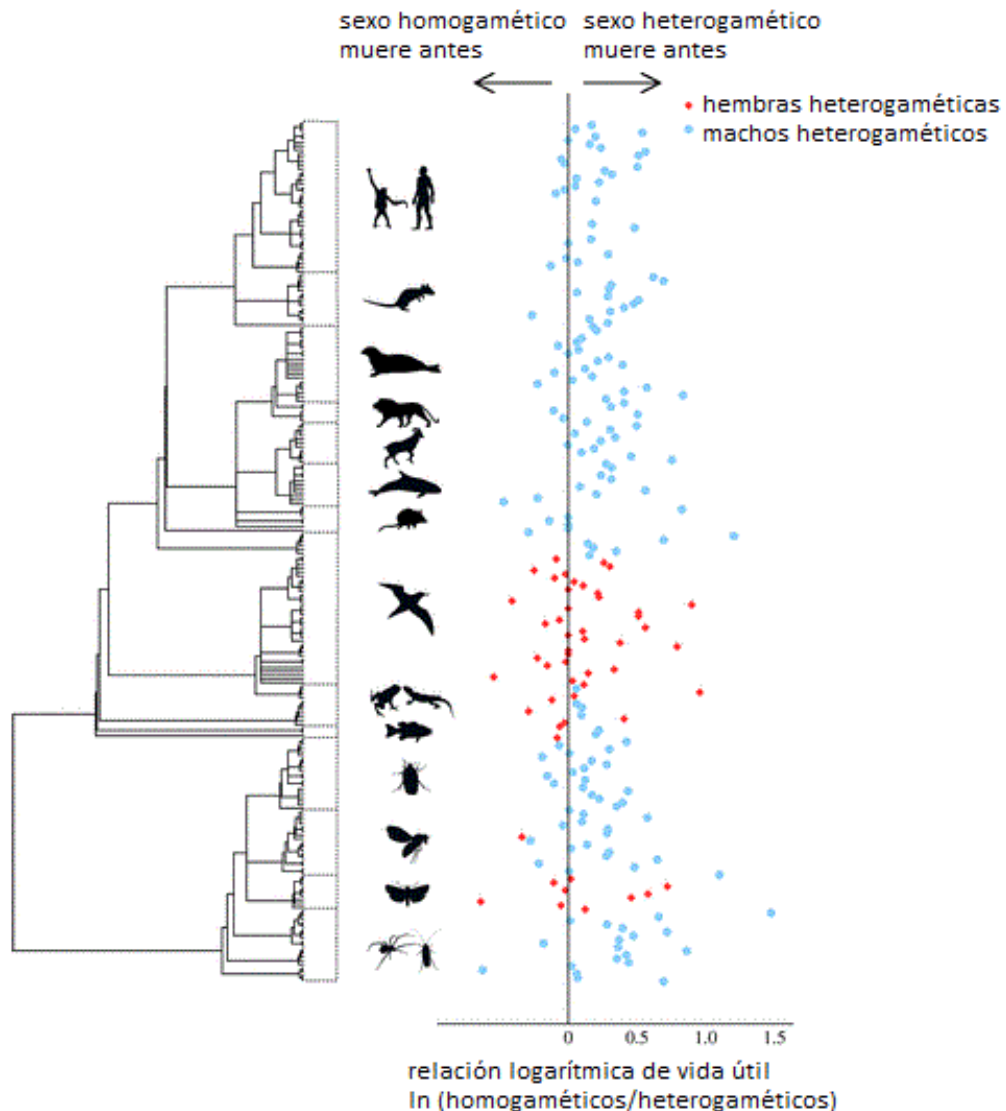 sexo homogamético
muere antes
sexo heterogamético
muere antes
hembras heterogaméticas
machos heterogaméticos
0
0.5
1.0
1.5
relación logarítmica de vida útil
ln (homogaméticos/heterogaméticos)